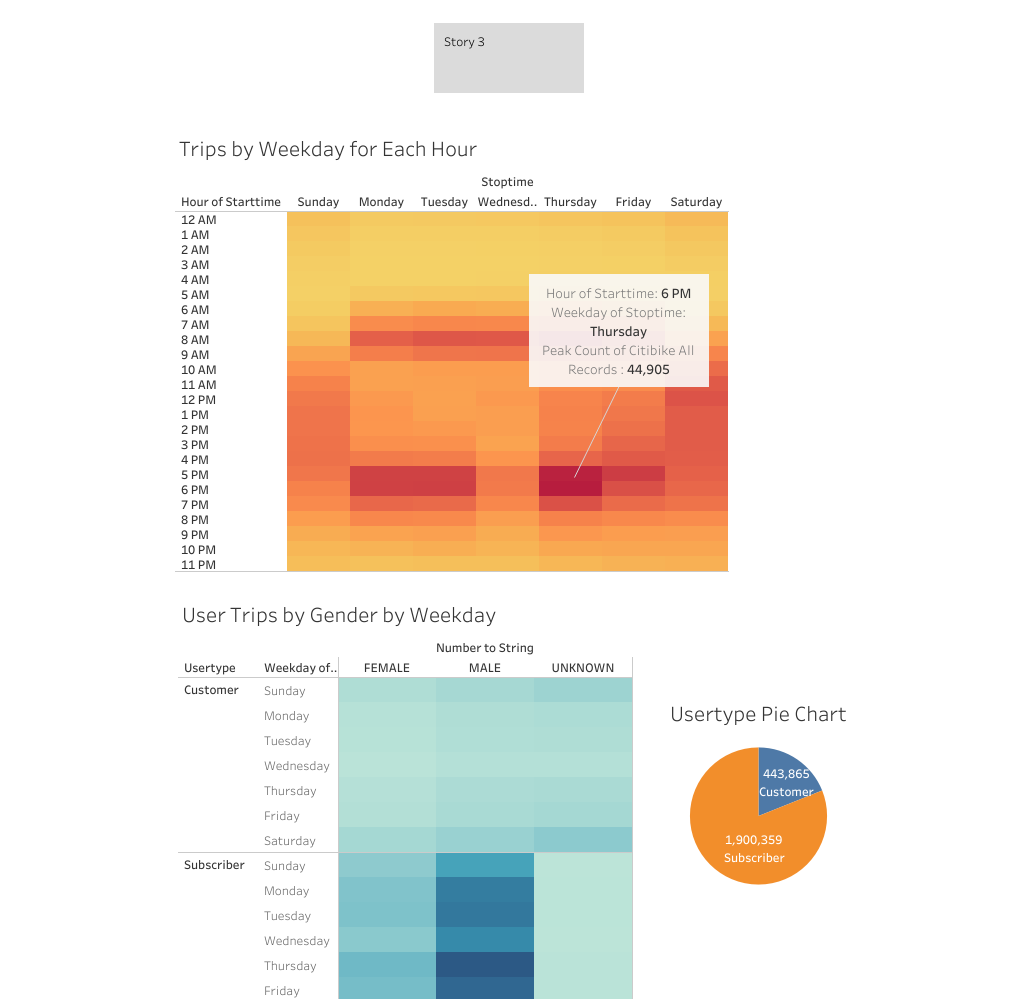 Story 3
Trips by Weekday for Each Hour
Stoptime
Hour of Starttime Sunday Monday Tuesday Wednesd.. Thursday Friday Saturday
12 AM
1 AM
2 AM
3 AM
4 AM
5 AM
6 AM
7 AM
8 AM
9 AM
10 AM
11 AM
12 PM
1 PM
2 PM
3 PM
4 PM
5 PM
6 PM
7 PM
8 PM
9 PM
10 PM
11 PM
Hour of Starttime: 6 PM
Weekday of Stoptime:
Thursday
Peak Count of Citibike All
Records : 44,905
User Trips by Gender by Weekday
Number to String
Usertype Weekday of.. FEMALE MALE UNKNOWN
Customer Sunday
Monday
Tuesday
Wednesday
Thursday
Friday
Saturday
Subscriber Sunday
Monday
Tuesday
Wednesday
Thursday
Friday
Usertype Pie Chart
443,865
Customer
1,900,359
Subscriber